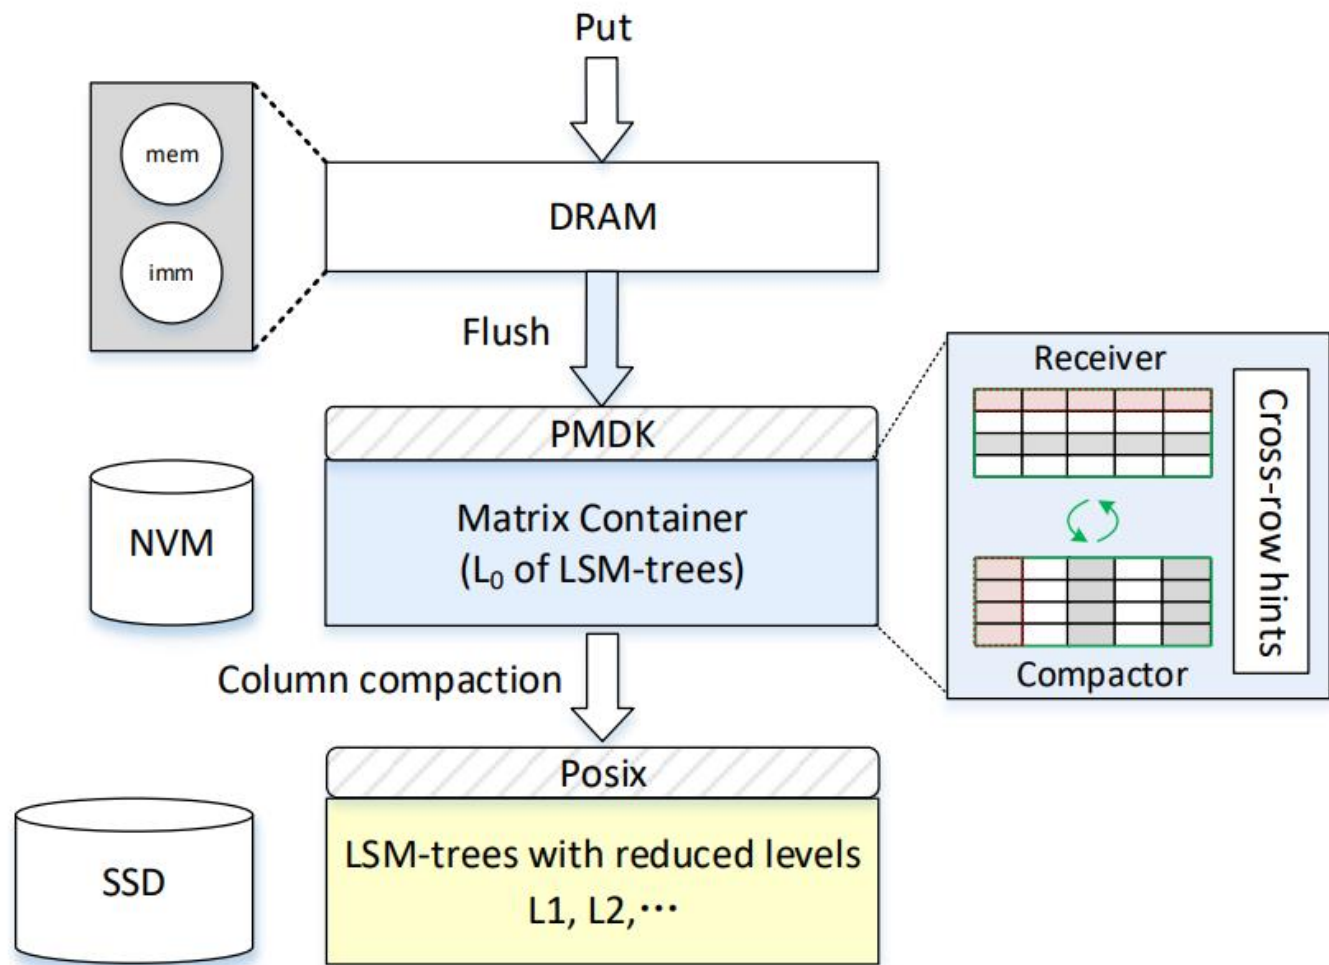 Put
mem
imm
DRAM
Flush
PMDK
NVM
Matrix Container
(L₀ of LSM-trees)
Receiver
Compactor
Cross-row hints
Column compaction
Posix
SSD
LSM-trees with reduced levels
L1, L2,···